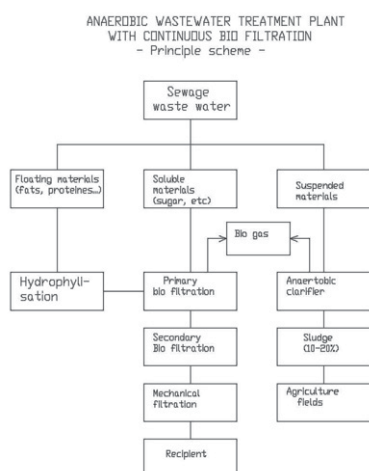 ANAEROBIC WASTEWATER TREATMENT PLANT
WITH CONTINUOUS BIO FILTRATION
- Principle scheme -
Sewage
waste water
Floating materials
(fats, proteines...)
Soluble
materials
(sugar, etc)
Suspended
materials
Bio gas
Hydrophyli-
sation
Primary
bio filtration
Anaertobic
clarifier
Secondary
Bio filtration
Sludge
(10-20%)
Mechanical
filtration
Agriculture
fields
Recipient